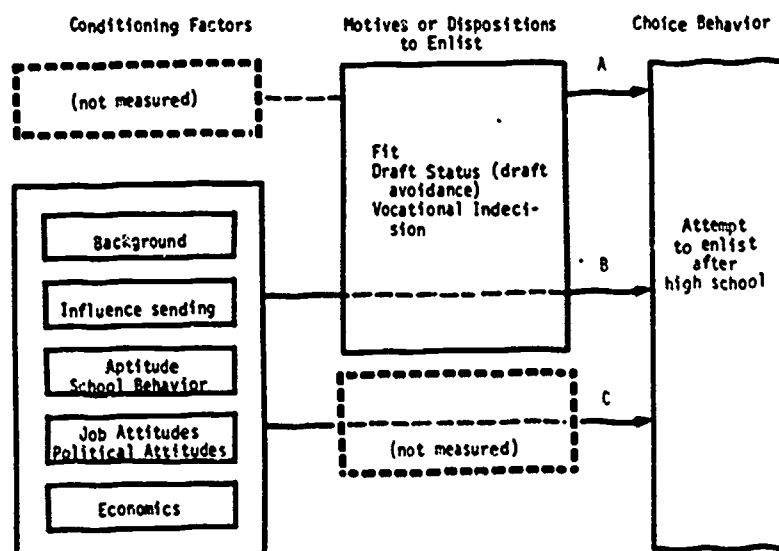 Conditioning Factors
Motives or Dispositions
to Enlist
Choice Behavior
(not measured)
Fit
Draft Status (draft
avoidance)
Vocational Indeci-
sion
A
B
C
Attempt
to enlist
after
high school
Background
Influence sending
Aptitude
School Behavior
Job Attitudes
Political Attitudes
Economics
(not measured)